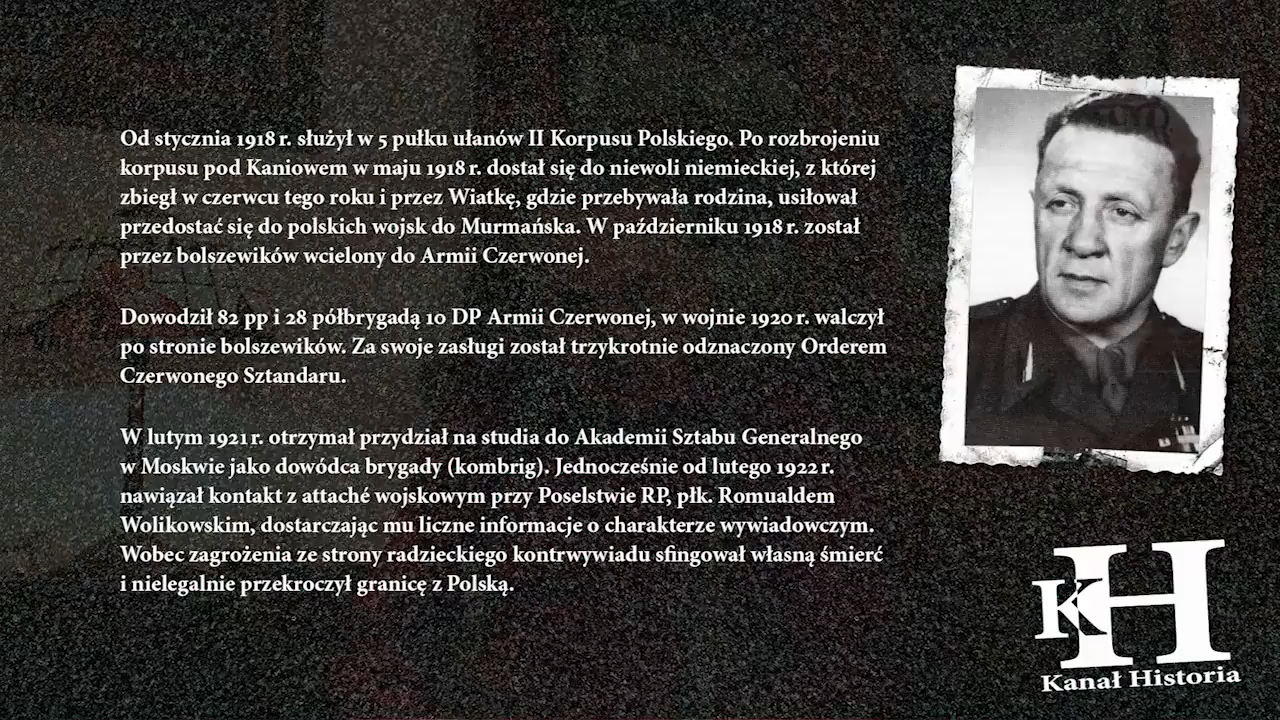 Od stycznia 1918 r. służył w 5 pułku ułanów II Korpusu Polskiego. Po rozbrojeniu
korpusu pod Kaniowem w maju 1918 r. dostał się do niewoli niemieckiej, z której
zbiegł w czerwcu tego roku i przez Wiatkę, gdzie przebywała rodzina, usiłował
przedostać się do polskich wojsk do Murmańska. W październiku 1918 r. został
przez bolszewików wcielony do Armii Czerwonej.
Dowodził 82 pp i 28 półbrygadą 10 DP Armii Czerwonej, w wojnie 1920 r. walczył
po stronie bolszewików. Za swoje zasługi został trzykrotnie odznaczony Orderem
Czerwonego Sztandaru.
W lutym 1921 r. otrzymał przydział na studia do Akademii Sztabu Generalnego
w Moskwie jako dowódca brygady (kombrig). Jednocześnie od lutego 1922 r.
nawiązał kontakt z attaché wojskowym przy Poselstwie RP, płk. Romualdem
Wolikowskim, dostarczając mu liczne informacje o charakterze wywiadowczym.
Wobec zagrożenia ze strony radzieckiego kontrwywiadu sfingował własną śmierć
i nielegalnie przekroczył granicę z Polską.
KH
Kanał Historia